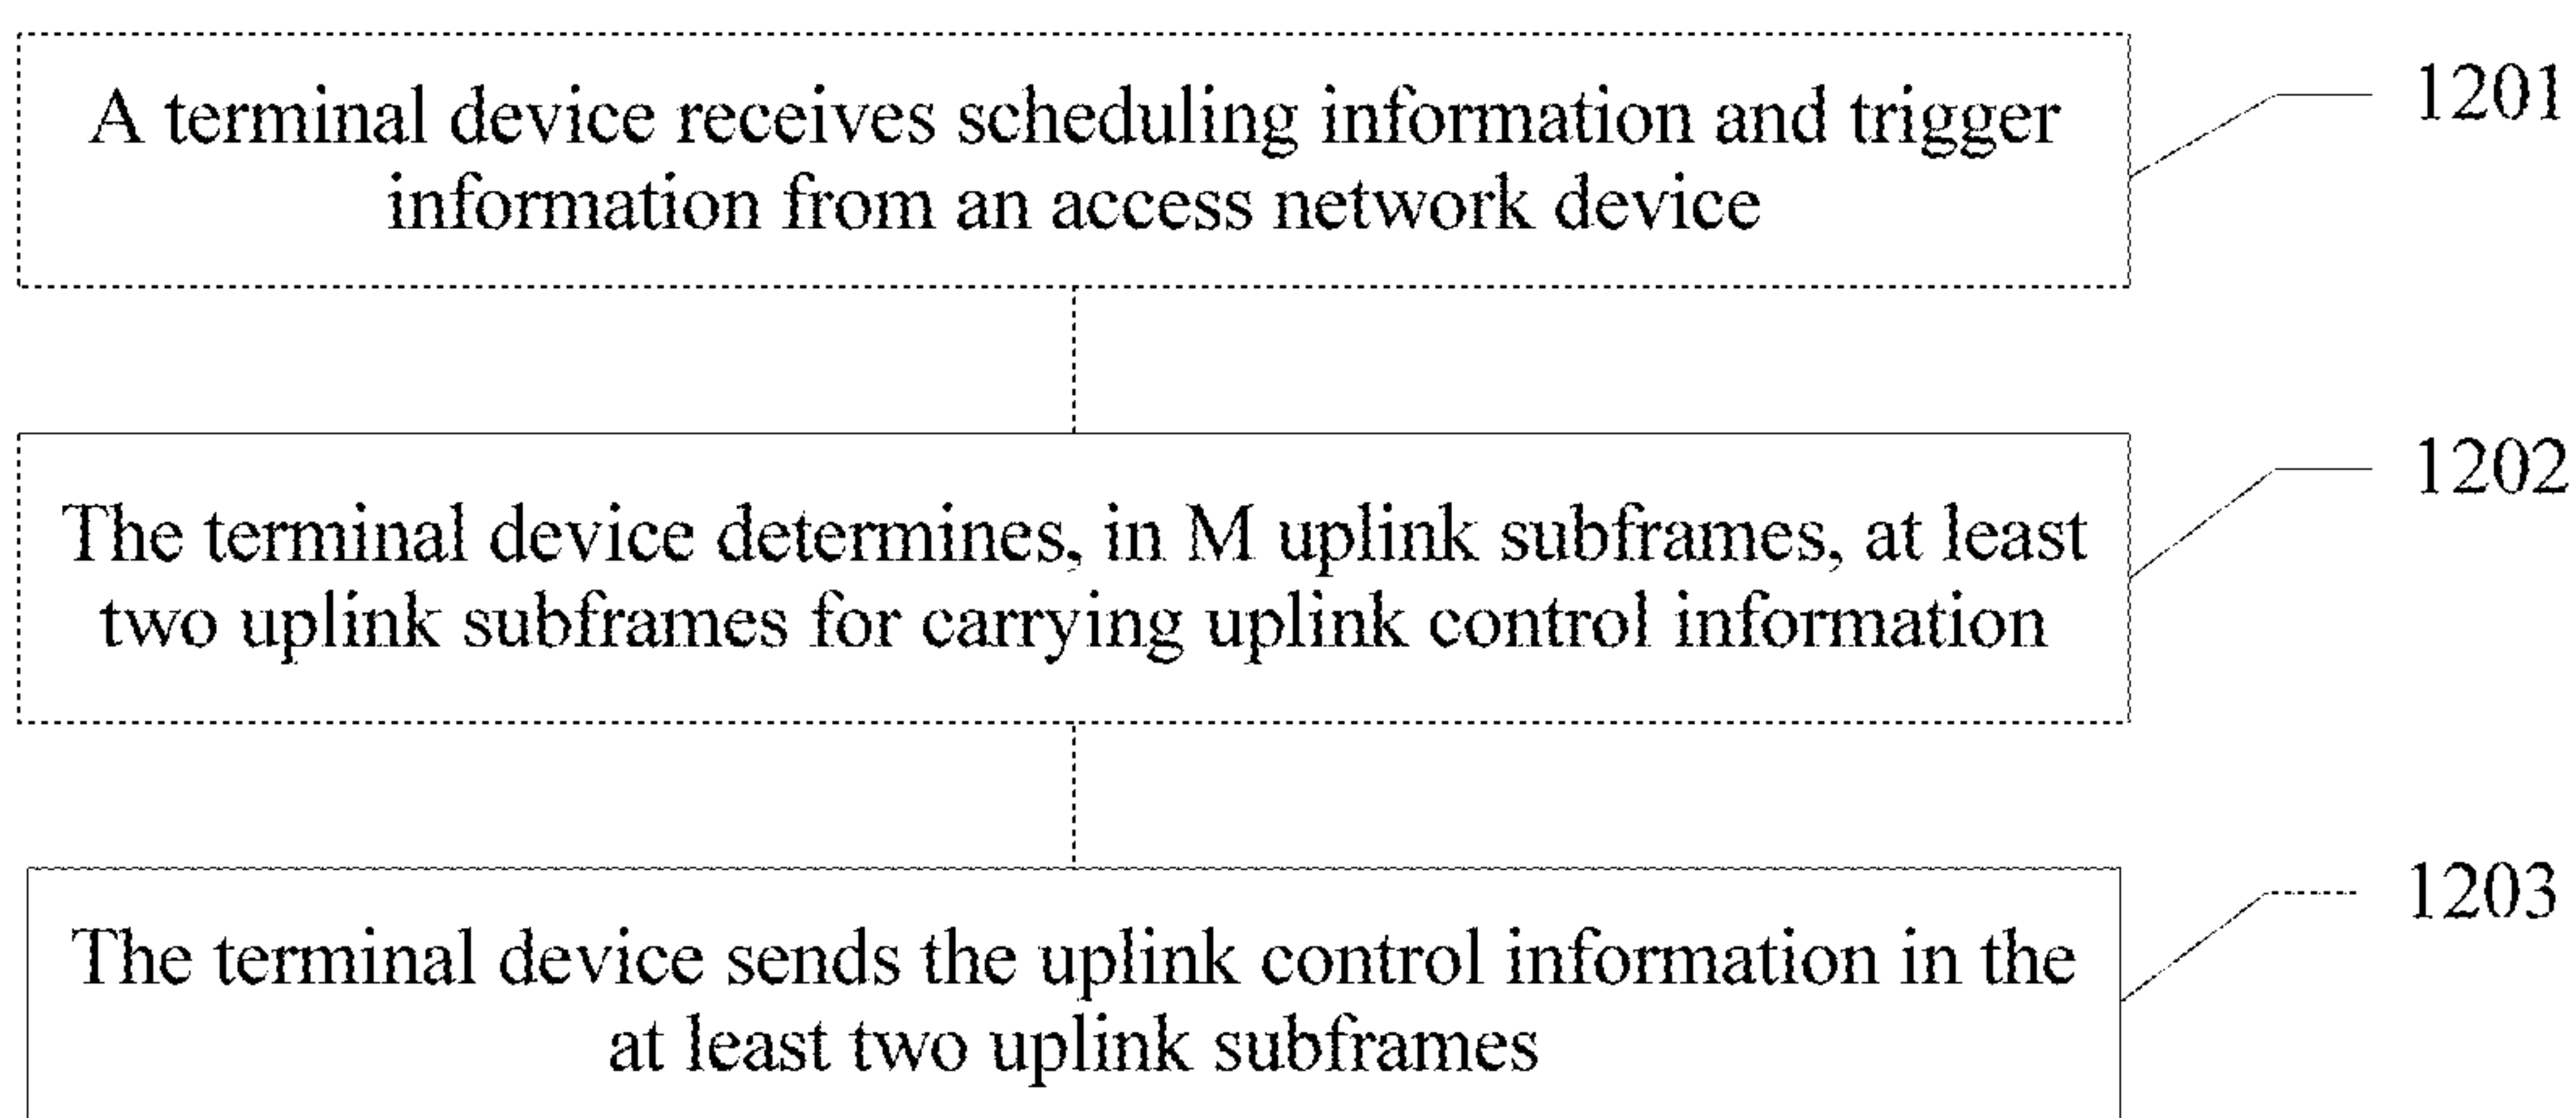 A terminal device receives scheduling information and trigger
information from an access network device
1201
The terminal device determines, in M uplink subframes, at least
two uplink subframes for carrying uplink control information
1202
The terminal device sends the uplink control information in the
at least two uplink subframes
1203